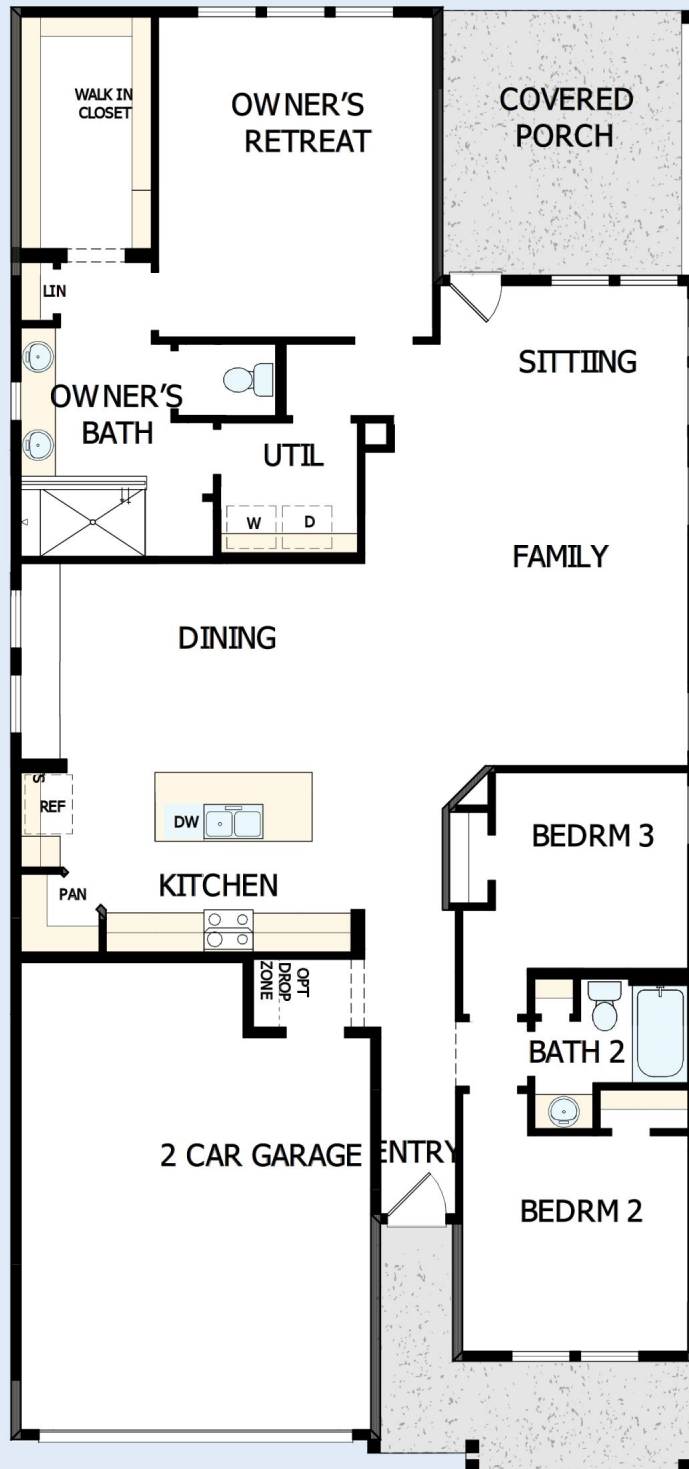 WALK IN
CLOSET
OWNER'S
RETREAT
COVERED
PORCH
LIN
SITTIING
OWNER'S
BATH
UTIL
W
D
FAMILY
DINING
REF
DW
BEDRM 3
PAN
KITCHEN
OPT
DROP
ZONE
BATH 2
2 CAR GARAGE
ENTRY
BEDRM 2